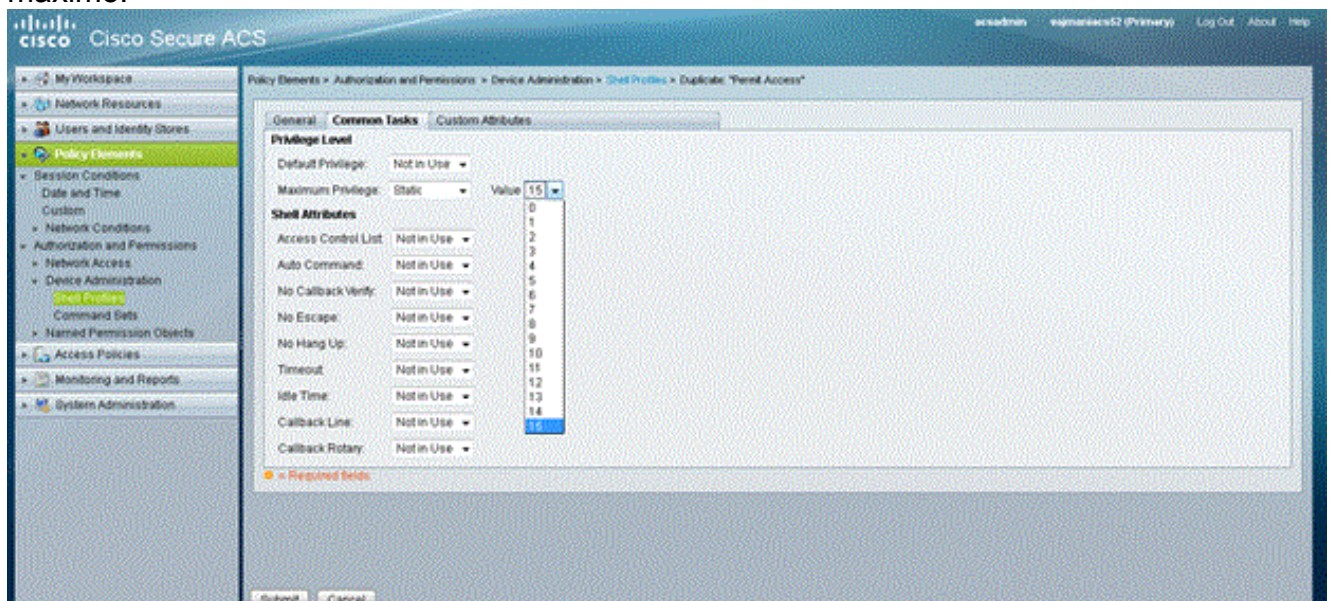 máximo.
CISCO Cisco Secure ACS
acsadmin (Primary) Log Out About Help
My Workspace
Network Resources
Users and Identity Stores
Policy Elements
Session Conditions
Date and Time
Custom
Network Conditions
Authorization and Permissions
Network Access
Device Administration
Shell Profiles
Command Sets
Named Permission Objects
Access Policies
Monitoring and Reports
System Administration
Policy Elements > Authorization and Permissions > Device Administration > Shell Profiles > Duplicate: "Permit Access"
General Common Tasks Custom Attributes
Privilege Level
Default Privilege: Not in Use
Maximum Privilege: Static Value 15
0
1
2
3
4
5
6
7
8
9
10
11
12
13
14
15
Shell Attributes
Access Control List: Not in Use
Auto Command: Not in Use
No Callback Verify: Not in Use
No Escape: Not in Use
No Hang Up: Not in Use
Timeout: Not in Use
Idle Time: Not in Use
Callback Line: Not in Use
Callback Rotary: Not in Use
= Required fields
Submit Cancel